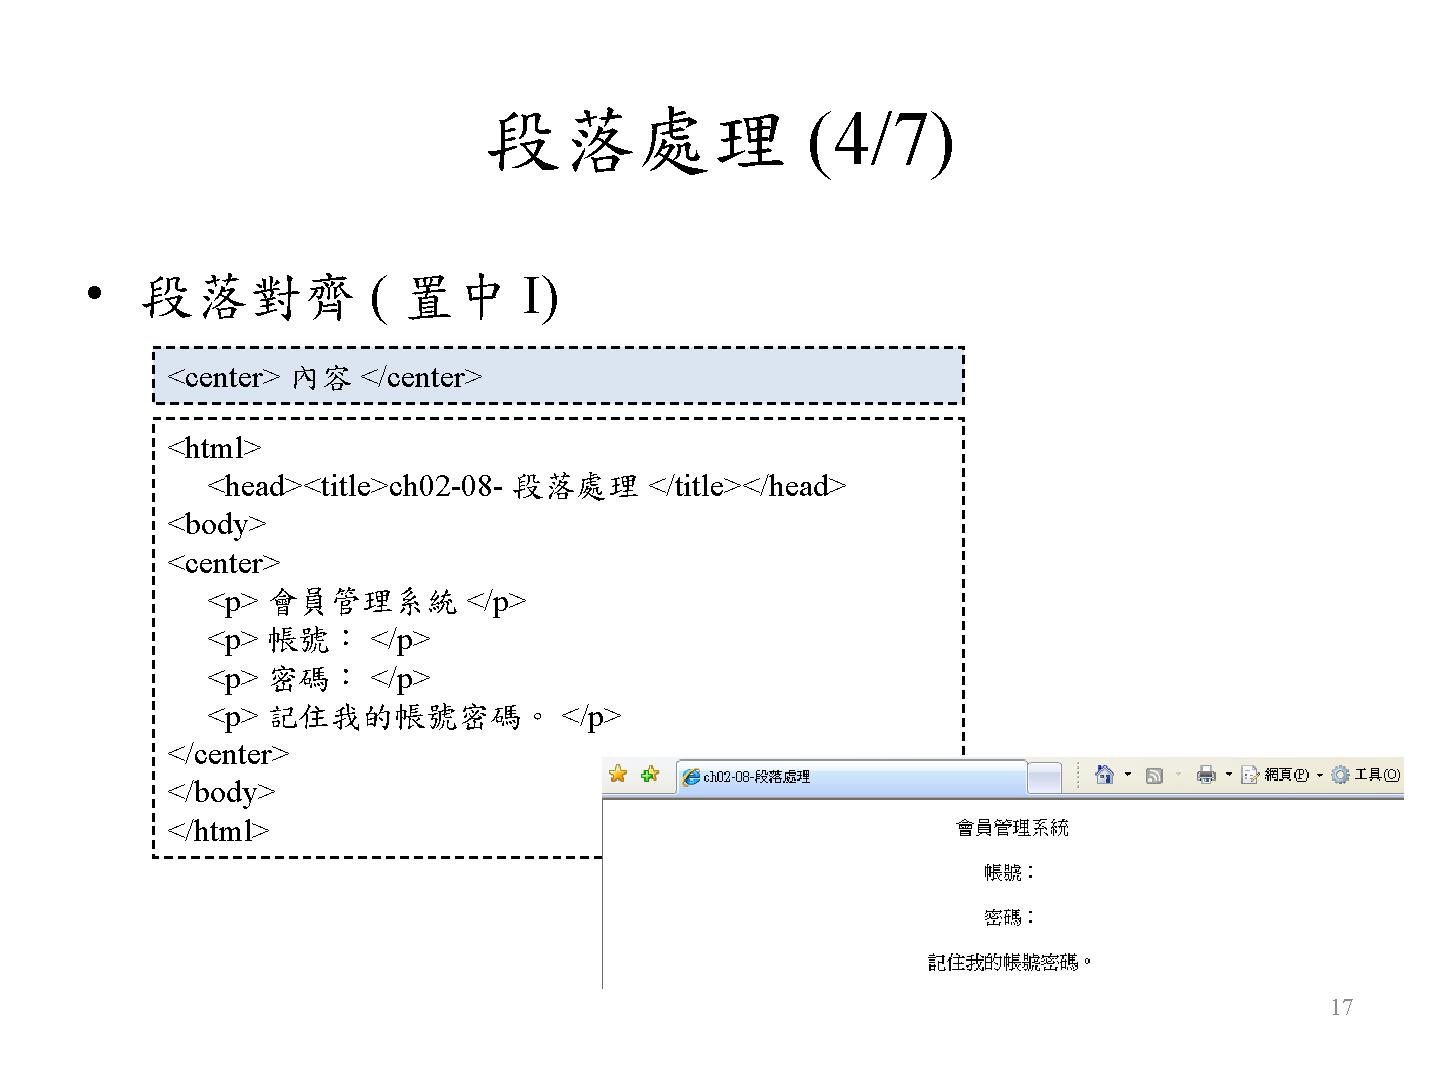 段落處理 (4/7)
• 段落對齊 ( 置中 I)
<center> 內容 </center>
<html>
<head><title>ch02-08- 段落處理 </title></head>
<body>
<center>
<p> 會員管理系統 </p>
<p> 帳號： </p>
<p> 密碼： </p>
<p> 記住我的帳號密碼。 </p>
</center>
</body>
</html>
ch02-08-段落處理 網頁(P) 工具(O)
會員管理系統
帳號：
密碼：
記住我的帳號密碼。
17